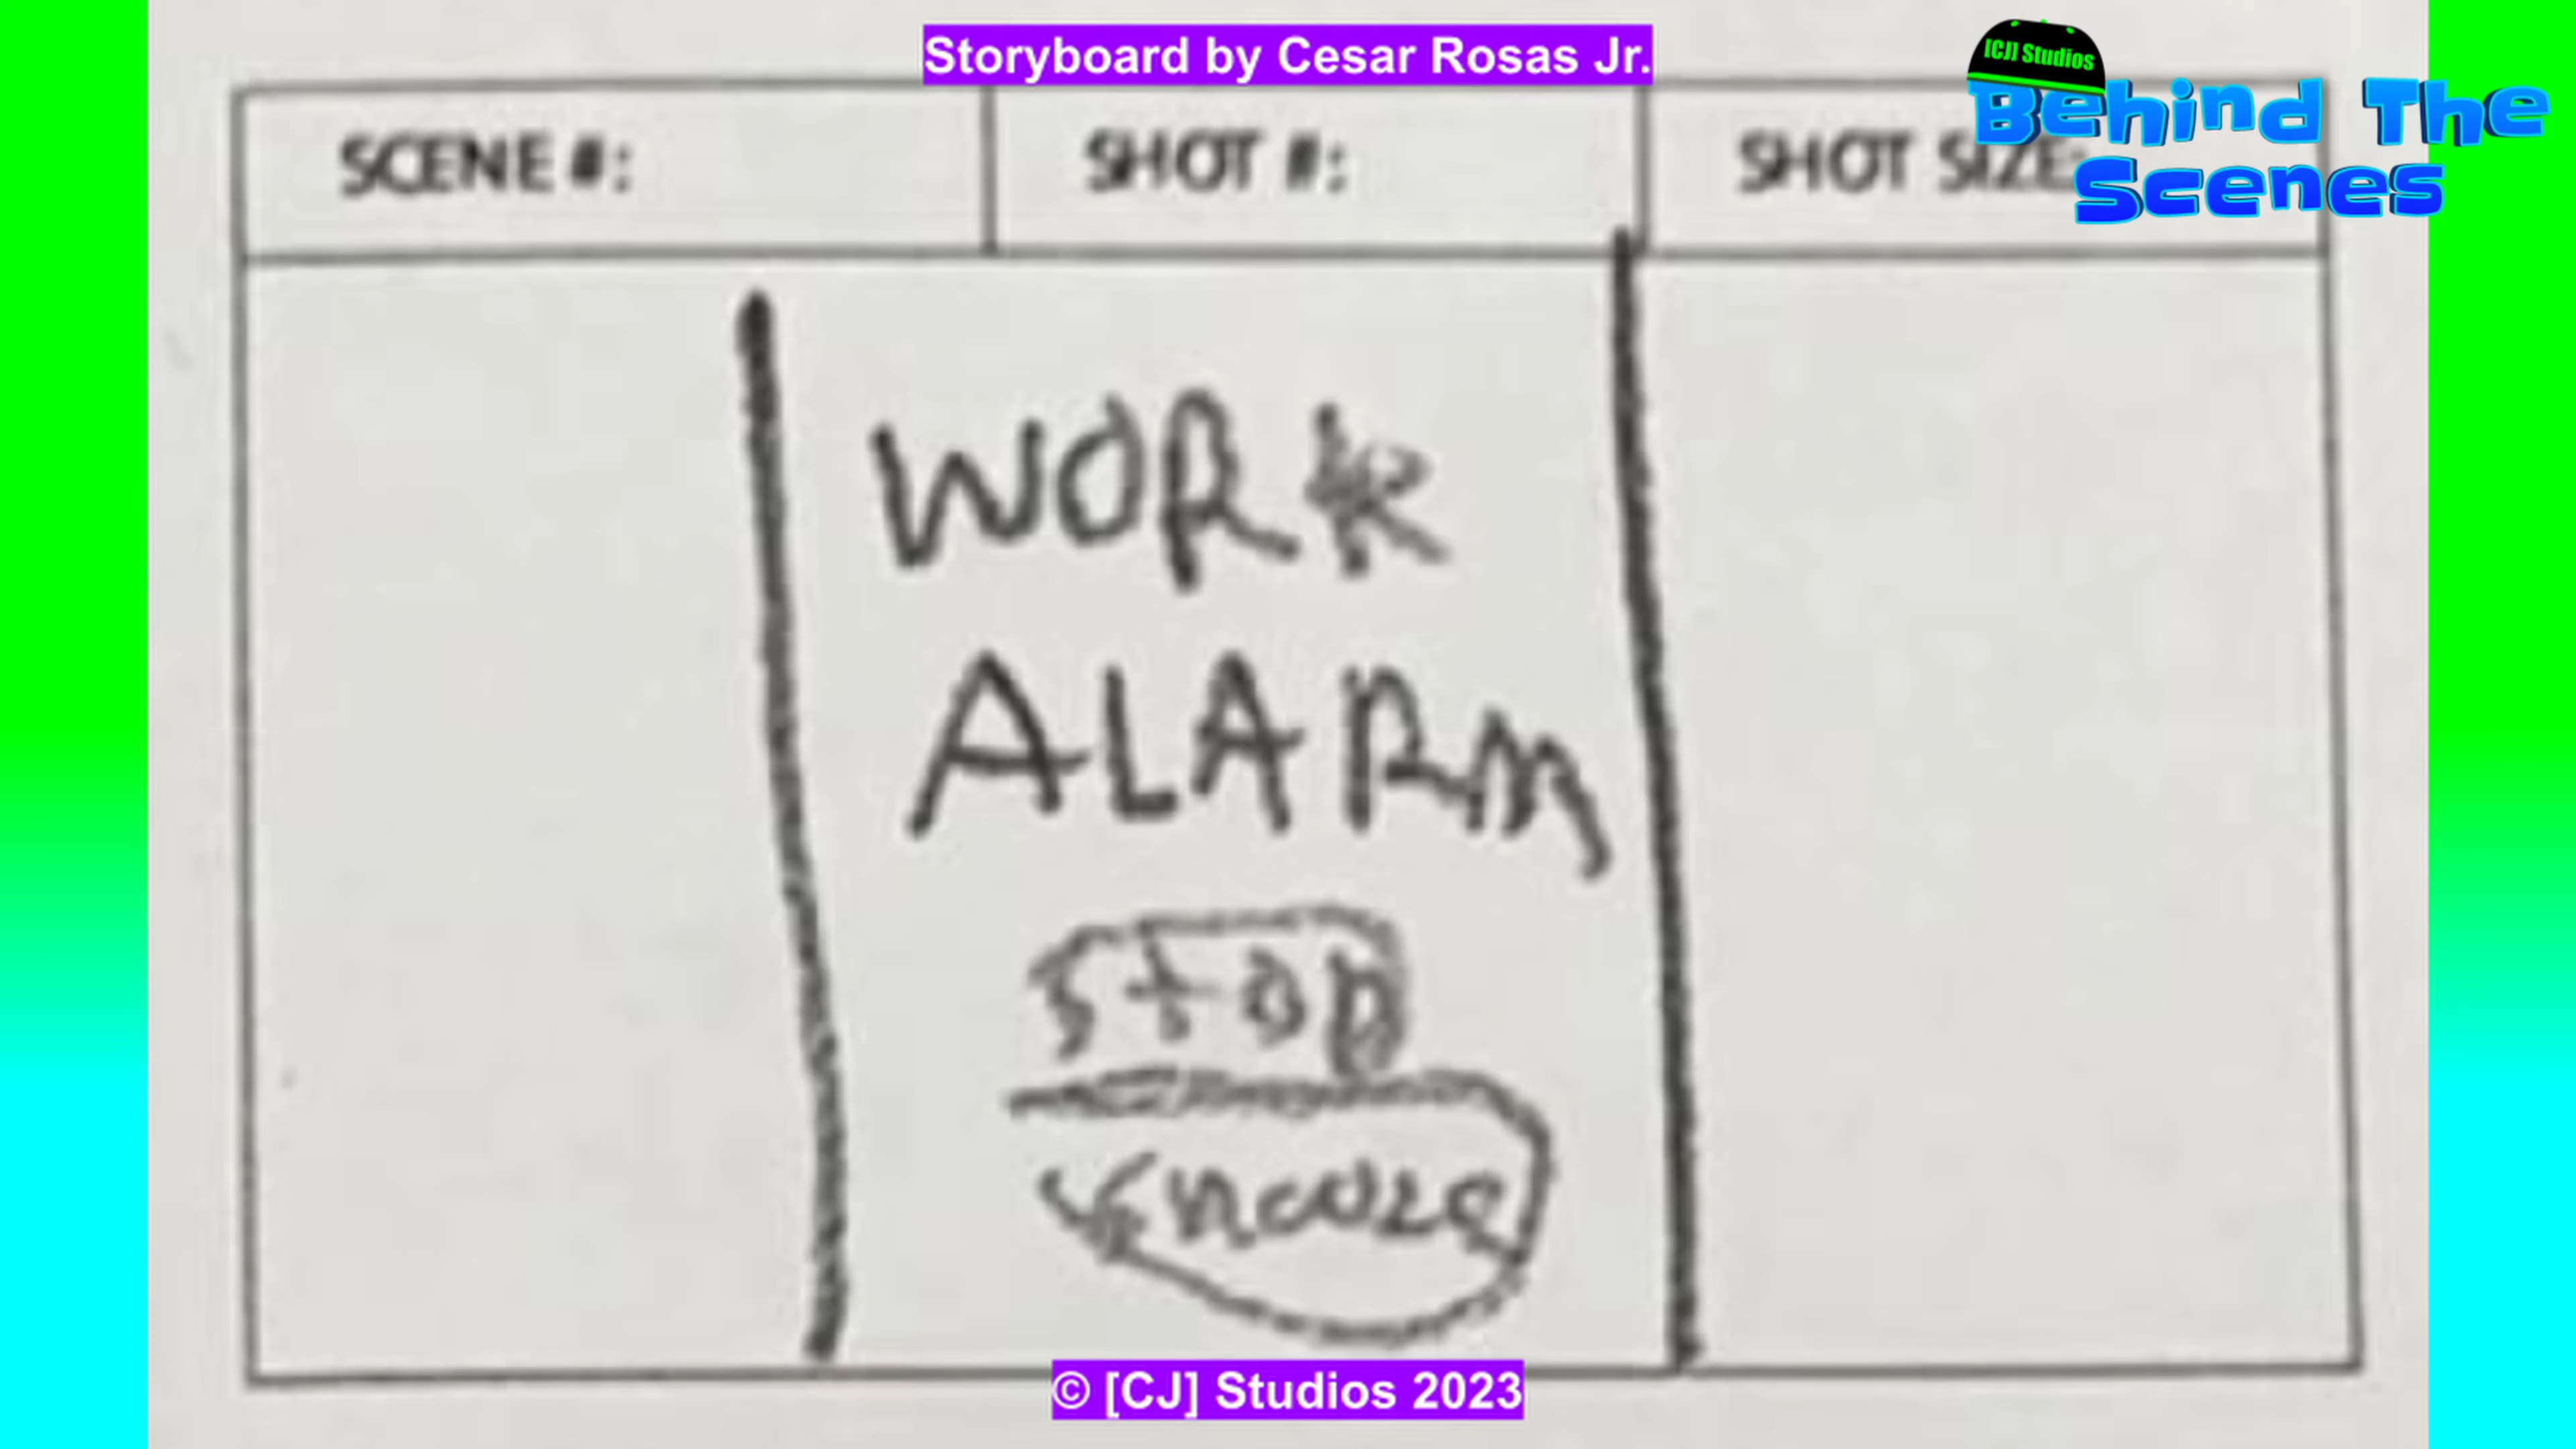 Storyboard by Cesar Rosas Jr.
[CJ] Studios
Behind The
Scenes
SCENE #:
SHOT #:
SHOT SIZE:
WORK
ALARM
Stop
Snooze
© [CJ] Studios 2023